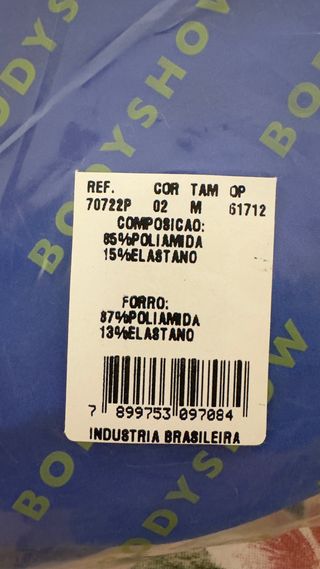 BODYSHOW
BODYSHOW
REF. COR TAM OP
70722P 02 M 61712
COMPOSICAO:
85%POLIAMIDA
15%ELASTANO
FORRO:
87%POLIAMIDA
13%ELASTANO
7 899753 097084
INDUSTRIA BRASILEIRA